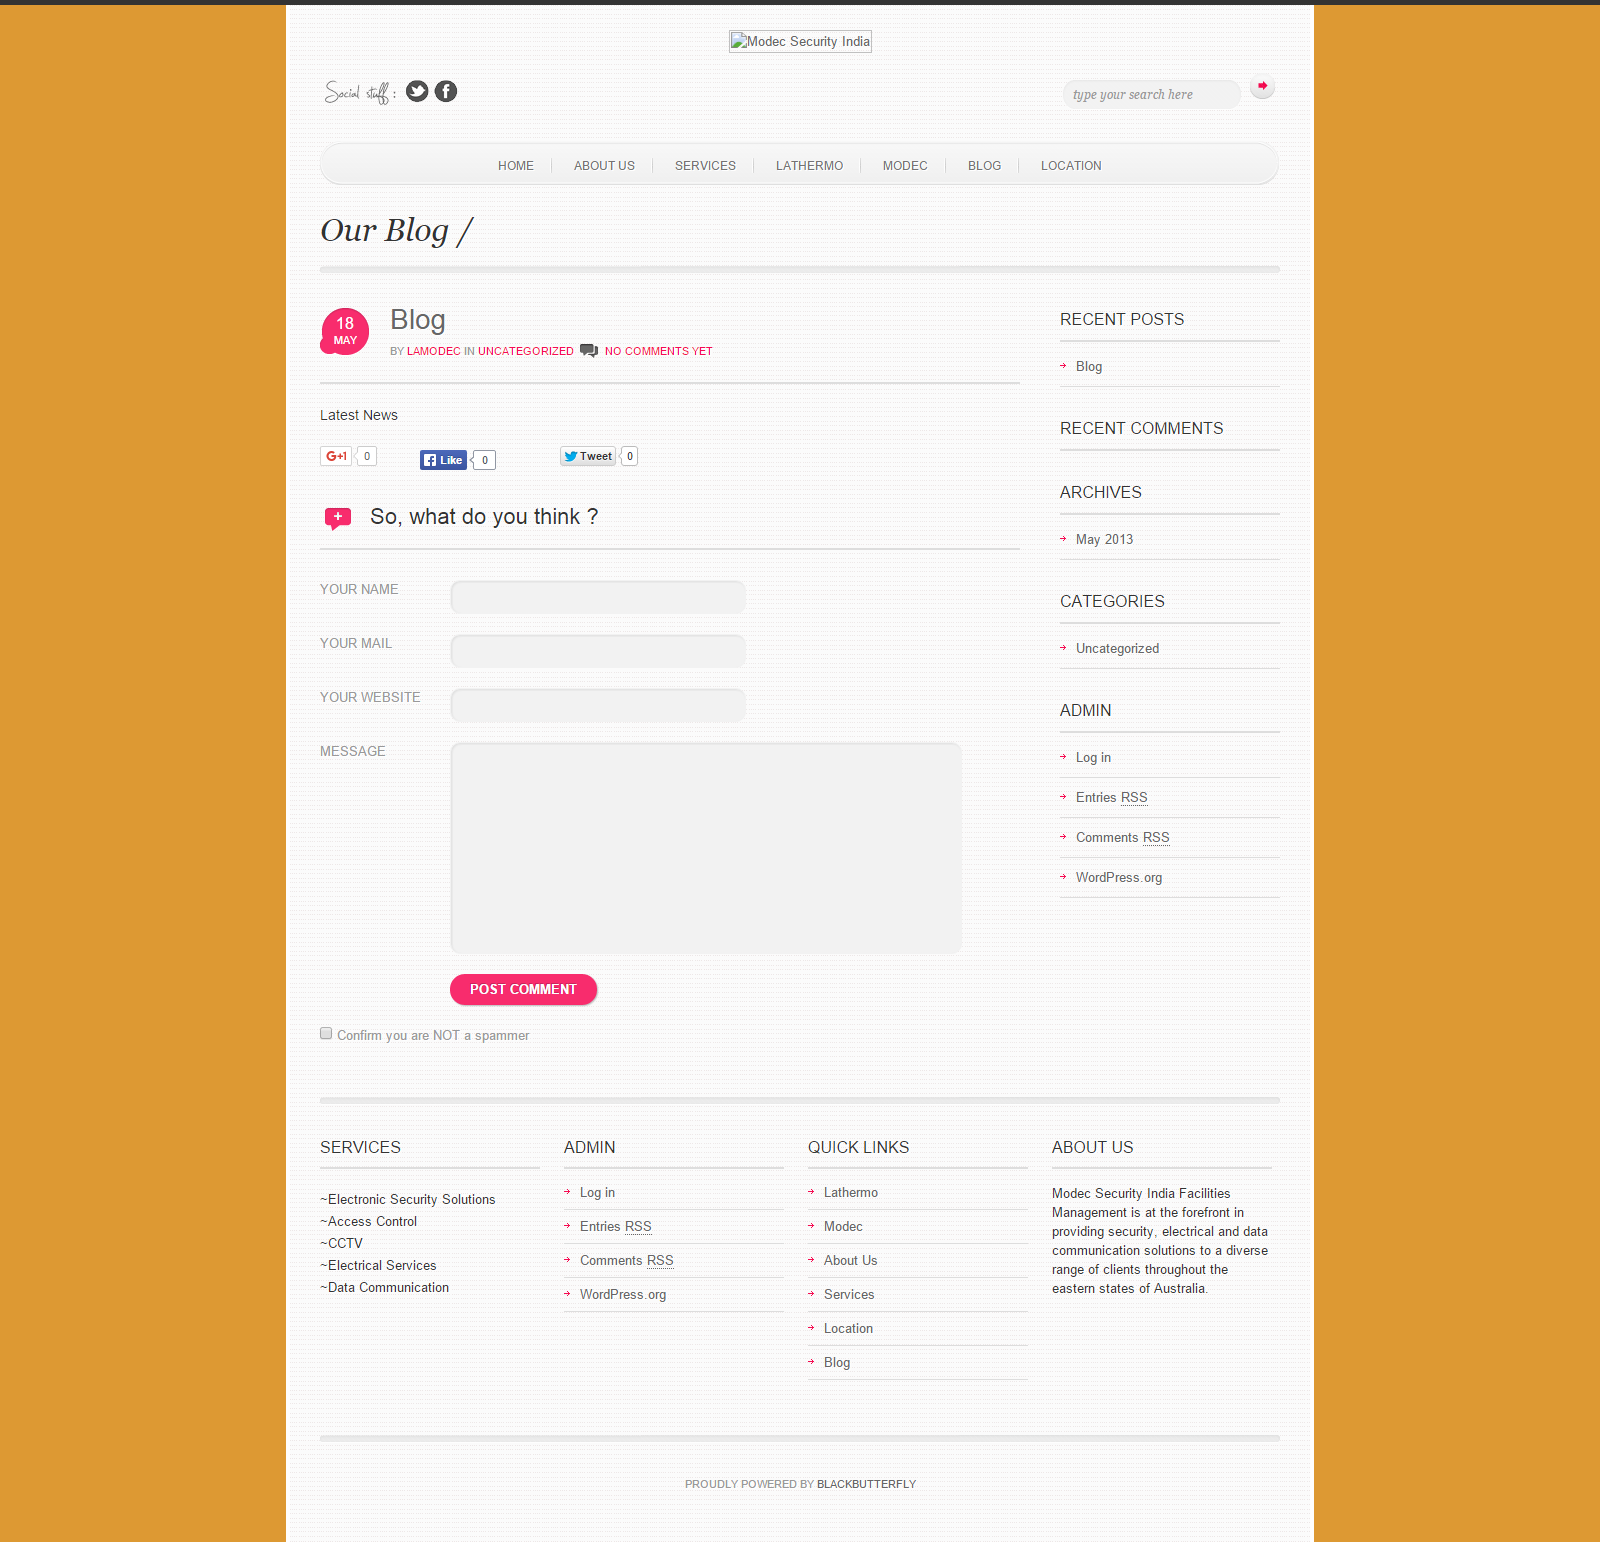 Modec Security India
Social stuff :
type your search here
HOME
ABOUT US
SERVICES
LATHERMO
MODEC
BLOG
LOCATION
Our Blog /
18
MAY
Blog
BY LAMODEC IN UNCATEGORIZED NO COMMENTS YET
Latest News
G+1 0
Like 0
Tweet 0
So, what do you think ?
YOUR NAME
YOUR MAIL
YOUR WEBSITE
MESSAGE
POST COMMENT
Confirm you are NOT a spammer
RECENT POSTS
Blog
RECENT COMMENTS
ARCHIVES
May 2013
CATEGORIES
Uncategorized
ADMIN
Log in
Entries RSS
Comments RSS
WordPress.org
SERVICES
~Electronic Security Solutions
~Access Control
~CCTV
~Electrical Services
~Data Communication
ADMIN
Log in
Entries RSS
Comments RSS
WordPress.org
QUICK LINKS
Lathermo
Modec
About Us
Services
Location
Blog
ABOUT US
Modec Security India Facilities
Management is at the forefront in
providing security, electrical and data
communication solutions to a diverse
range of clients throughout the
eastern states of Australia.
PROUDLY POWERED BY BLACKBUTTERFLY